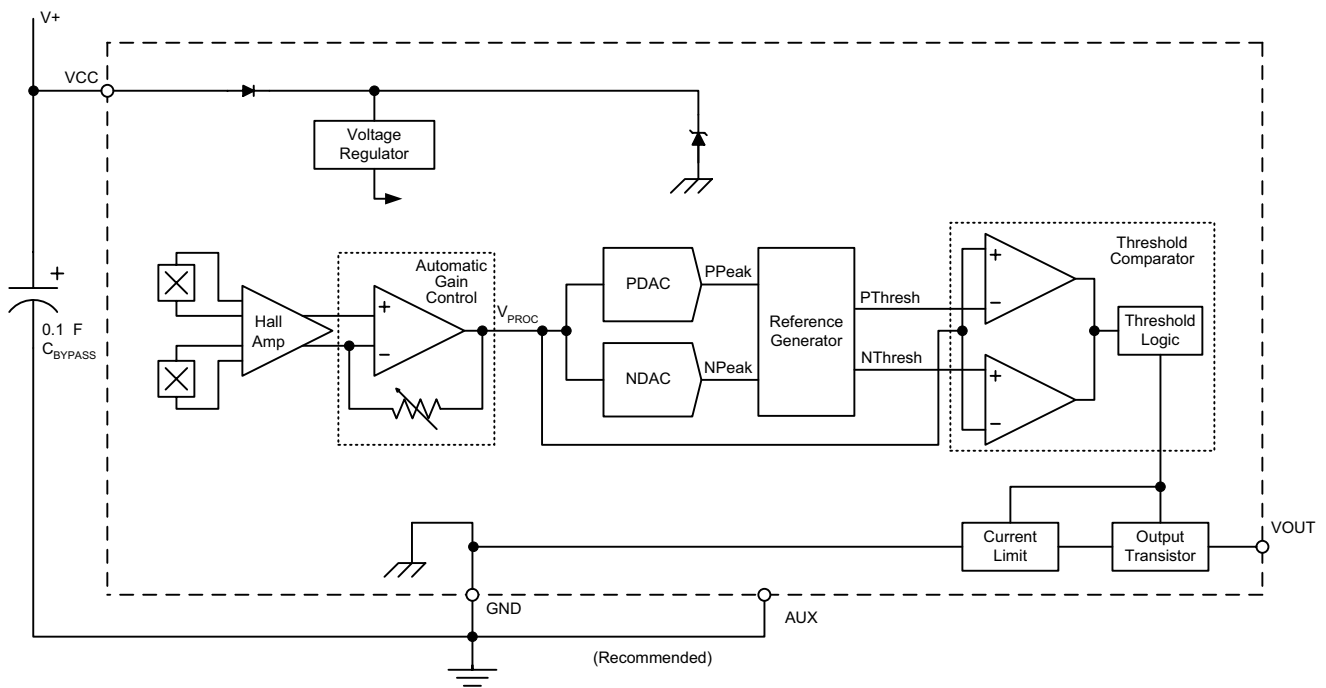 V+
VCC
Voltage
Regulator
+
0.1 F
CBYPASS
Hall
Amp
Automatic
Gain
Control
+
−
VPROC
PDAC
PPeak
NDAC
NPeak
Reference
Generator
PThresh
NThresh
Threshold
Comparator
+
−
+
−
Threshold
Logic
Current
Limit
Output
Transistor
VOUT
GND
AUX
(Recommended)